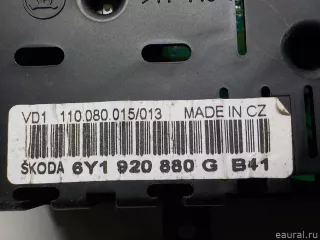 VD1 110.080.015/013 MADE IN CZ
ŠKODA 6Y1 920 880 G B41
eaural.ru